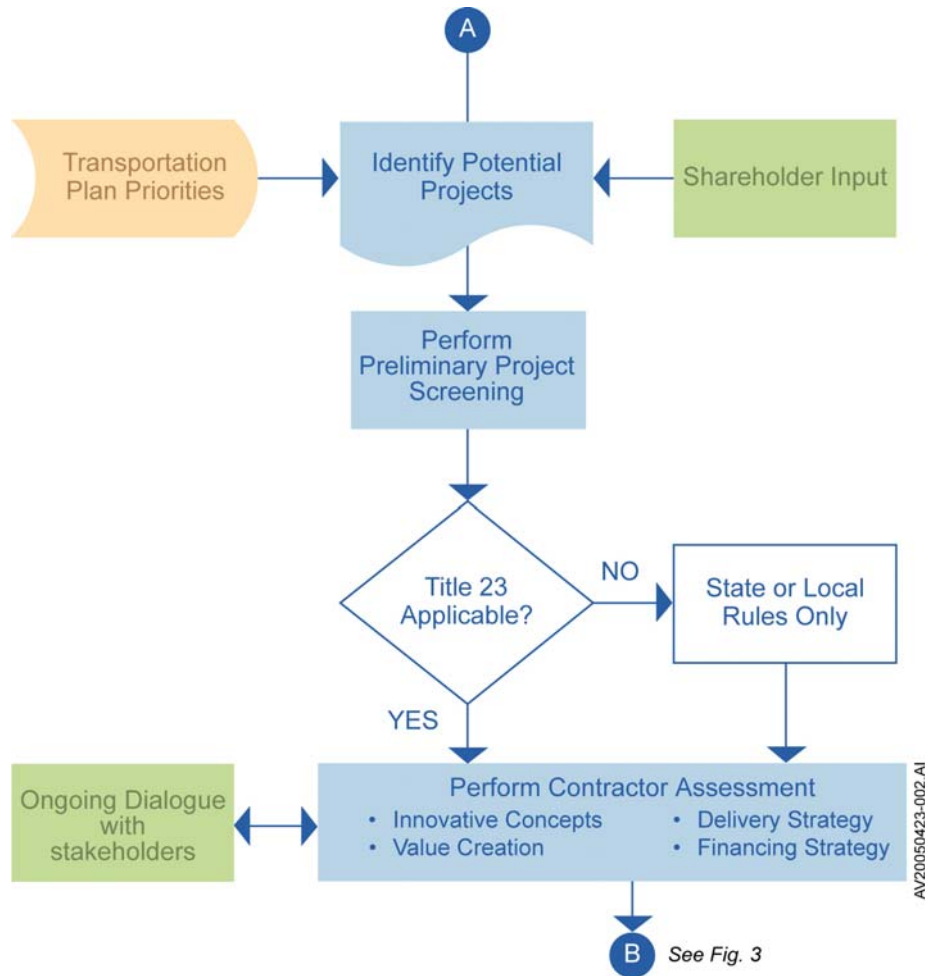 A
Transportation
Plan Priorities
Identify Potential
Projects
Shareholder Input
Perform
Preliminary Project
Screening
Title 23
Applicable?
NO
State or Local
Rules Only
YES
Ongoing Dialogue
with
stakeholders
Perform Contractor Assessment
• Innovative Concepts
• Value Creation
• Delivery Strategy
• Financing Strategy
AV20050423-002.AI
B
See Fig. 3